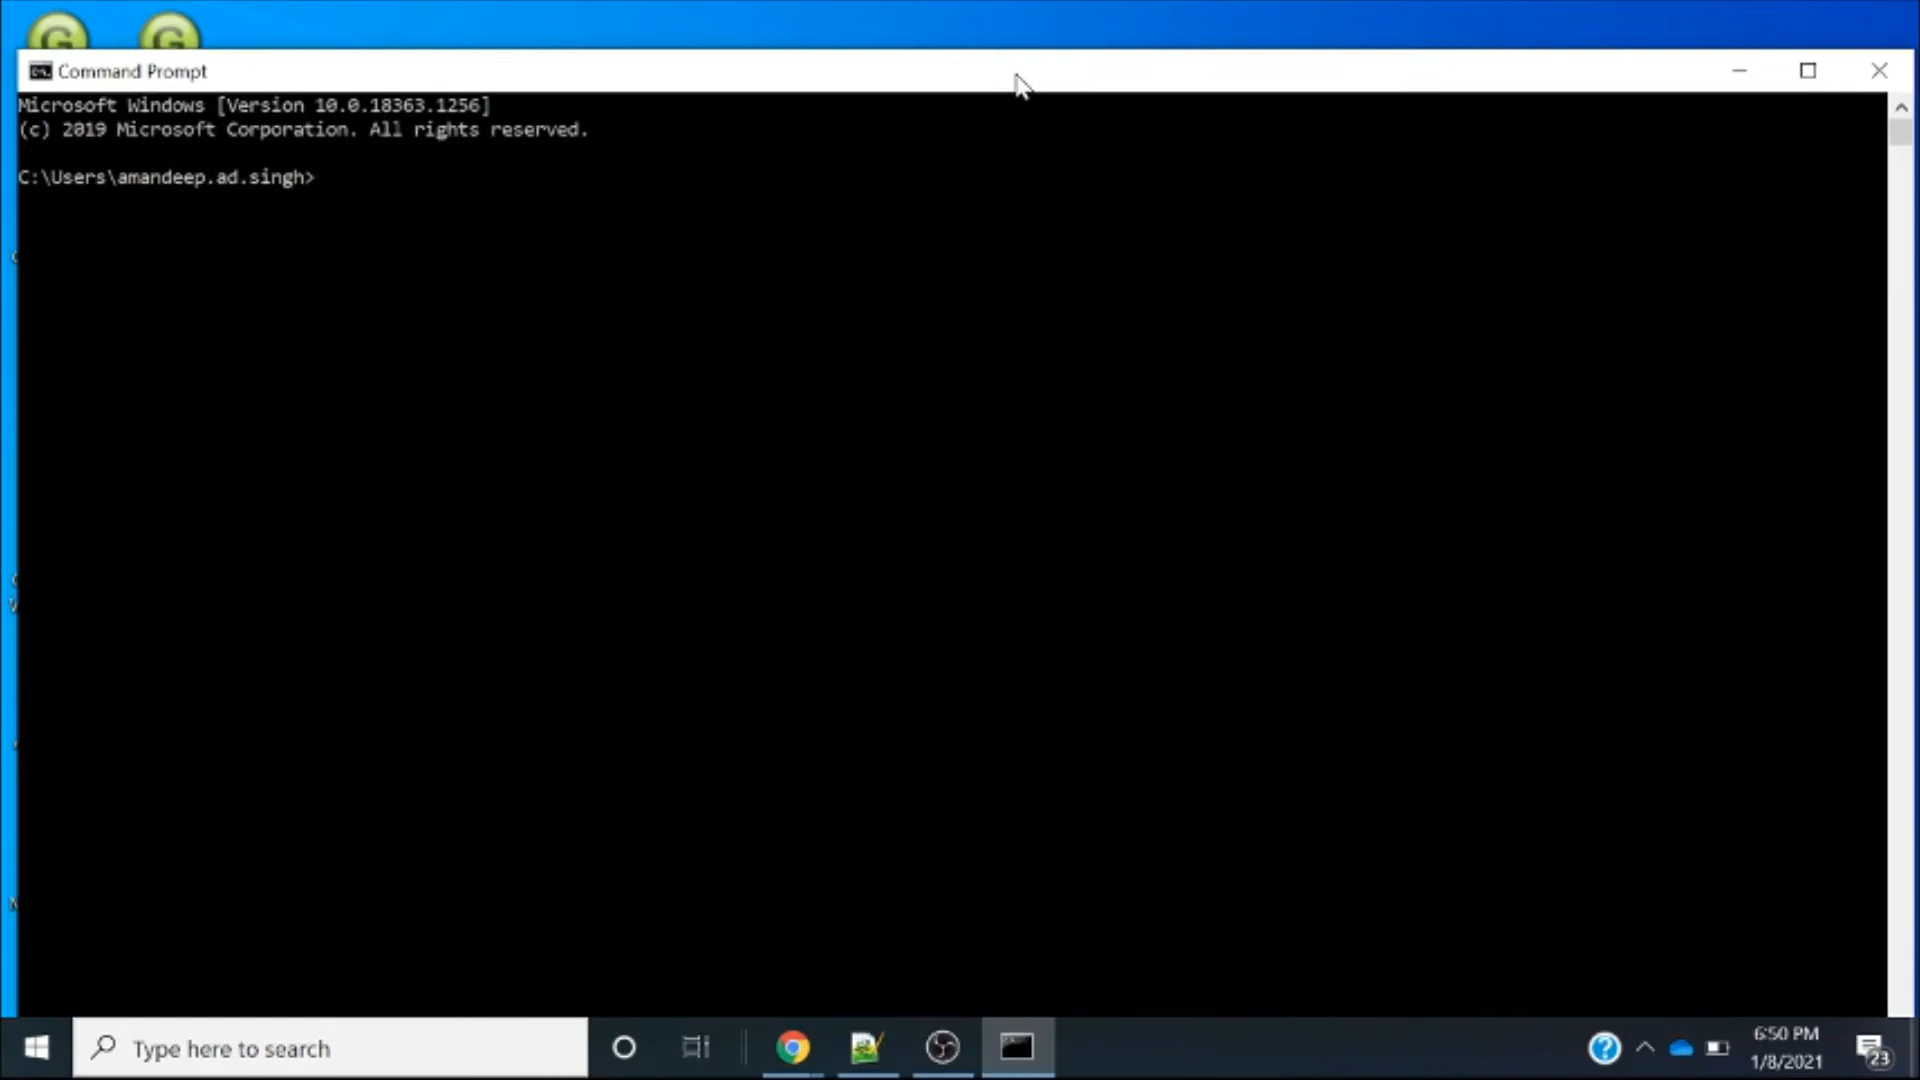 Command Prompt
Microsoft Windows [Version 10.0.18363.1256]
(c) 2019 Microsoft Corporation. All rights reserved.
C:\Users\amandeep.ad.singh>
Type here to search
6:50 PM
1/8/2021
23